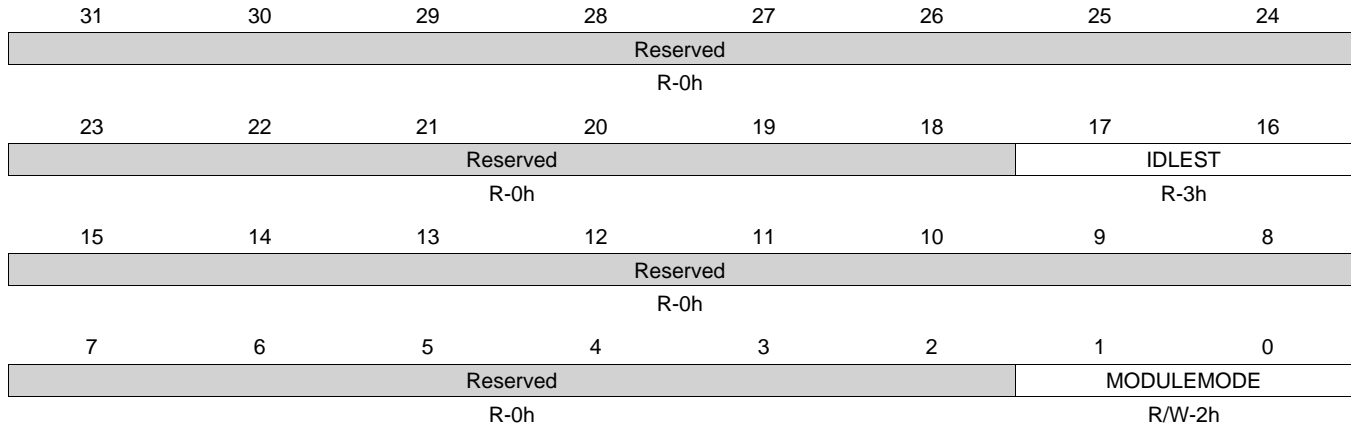 31 30 29 28 27 26 25 24
Reserved
R-0h
23 22 21 20 19 18 17 16
Reserved IDLEST
R-0h R-3h
15 14 13 12 11 10 9 8
Reserved
R-0h
7 6 5 4 3 2 1 0
Reserved MODULEMODE
R-0h R/W-2h